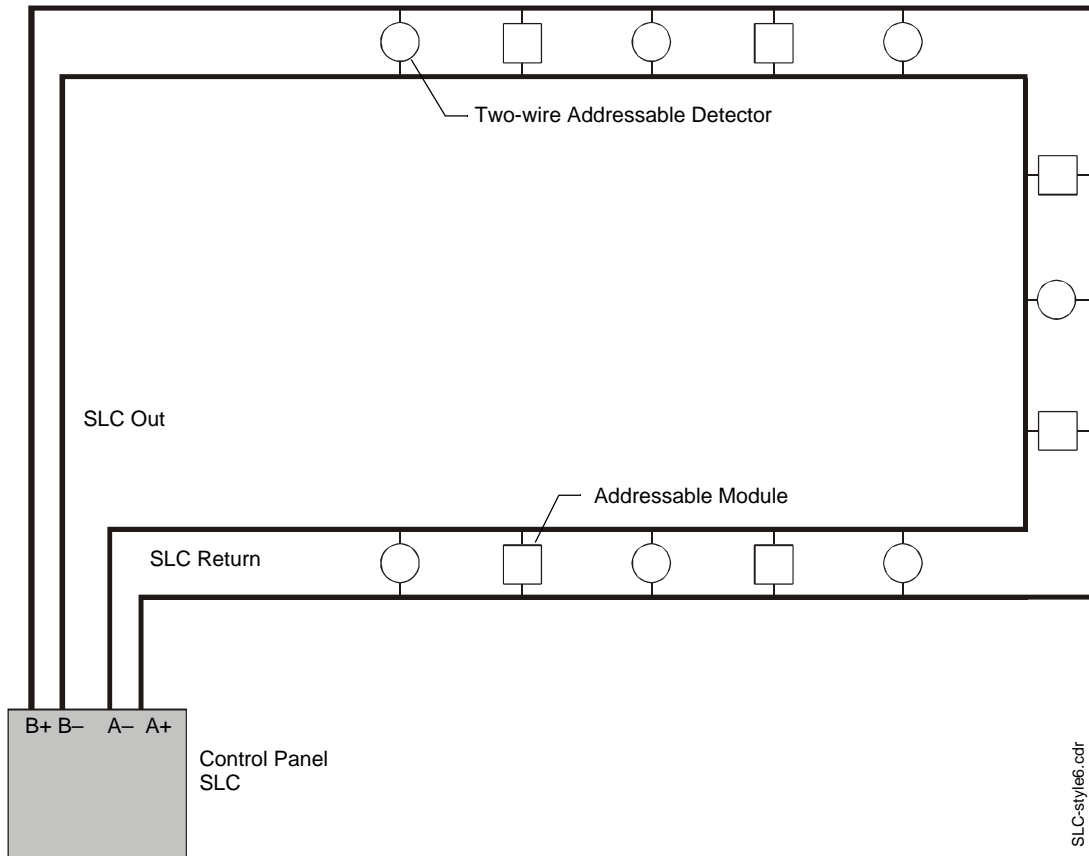 Two-wire Addressable Detector
SLC Out
Addressable Module
SLC Return
B+ B– A– A+
Control Panel
SLC
SLC-style6.cdr